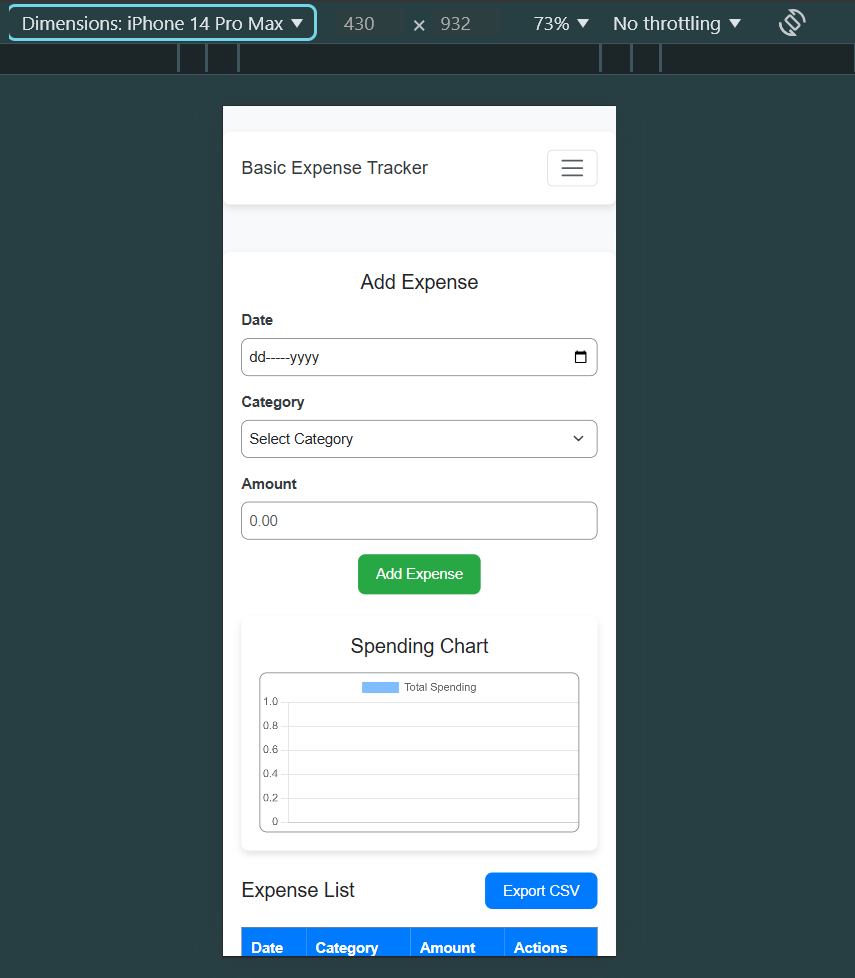 Dimensions: iPhone 14 Pro Max 430 × 932 73% No throttling
Basic Expense Tracker
Add Expense
Date
dd-----yyyy
Category
Select Category
Amount
0.00
Add Expense
Spending Chart
Total Spending
1.0
0.8
0.6
0.4
0.2
0
Expense List Export CSV
Date Category Amount Actions